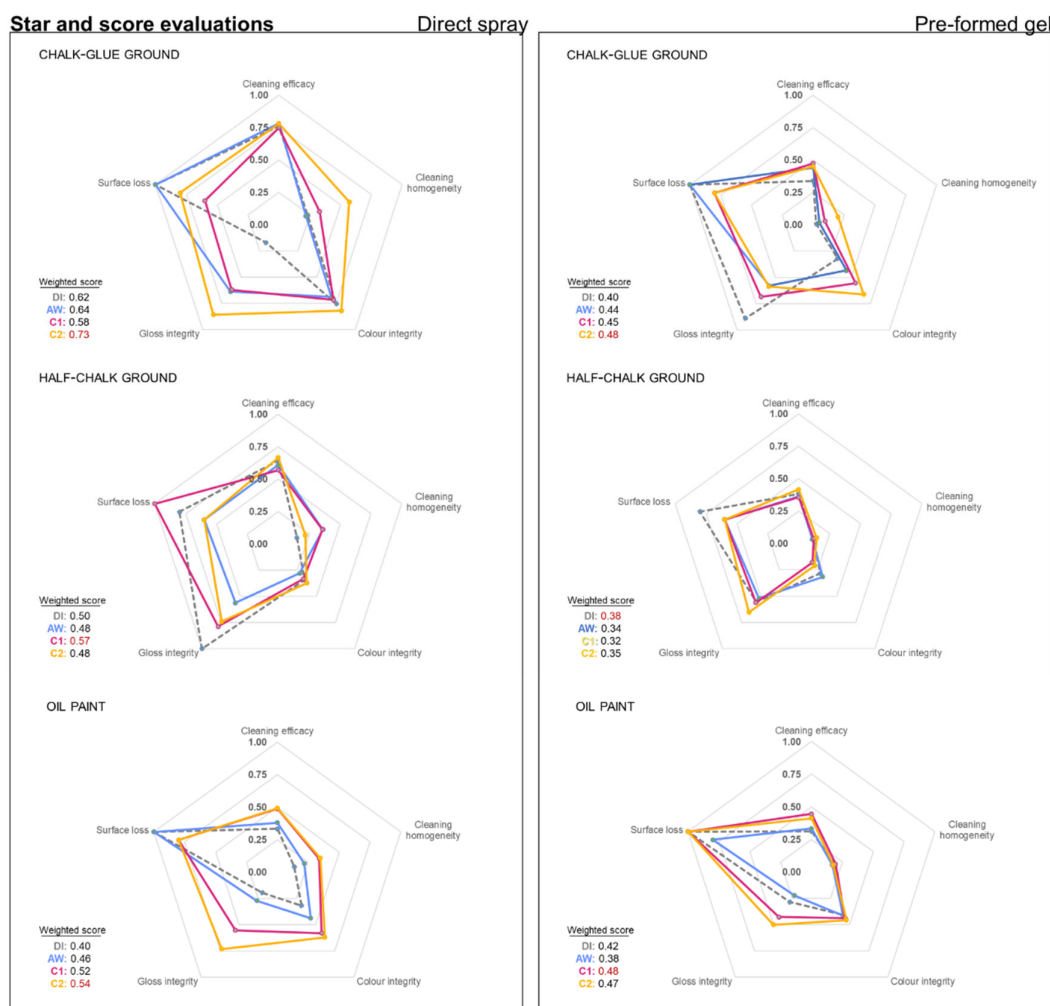 Star and score evaluations
Direct spray
Pre-formed gel
CHALK-GLUE GROUND
Cleaning efficacy
1.00
0.75
0.50
0.25
0.00
Surface loss
Cleaning
homogeneity
Gloss integrity
Colour integrity
Weighted score
DI: 0.62
AW: 0.64
C1: 0.58
C2: 0.73
CHALK-GLUE GROUND
Cleaning efficacy
1.00
0.75
0.50
0.25
0.00
Surface loss
Cleaning homogeneity
Gloss integrity
Colour integrity
Weighted score
DI: 0.40
AW: 0.44
C1: 0.45
C2: 0.48
HALF-CHALK GROUND
Cleaning efficacy
1.00
0.75
0.50
0.25
0.00
Surface loss
Cleaning
homogeneity
Gloss integrity
Colour integrity
Weighted score
DI: 0.50
AW: 0.48
C1: 0.57
C2: 0.48
HALF-CHALK GROUND
Cleaning efficacy
1.00
0.75
0.50
0.25
0.00
Surface loss
Cleaning
homogeneity
Gloss integrity
Colour integrity
Weighted score
DI: 0.38
AW: 0.34
C1: 0.32
C2: 0.35
OIL PAINT
Cleaning efficacy
1.00
0.75
0.50
0.25
0.00
Surface loss
Cleaning
homogeneity
Gloss integrity
Colour integrity
Weighted score
DI: 0.40
AW: 0.46
C1: 0.52
C2: 0.54
OIL PAINT
Cleaning efficacy
1.00
0.75
0.50
0.25
0.00
Surface loss
Cleaning
homogeneity
Gloss integrity
Colour integrity
Weighted score
DI: 0.42
AW: 0.38
C1: 0.48
C2: 0.47